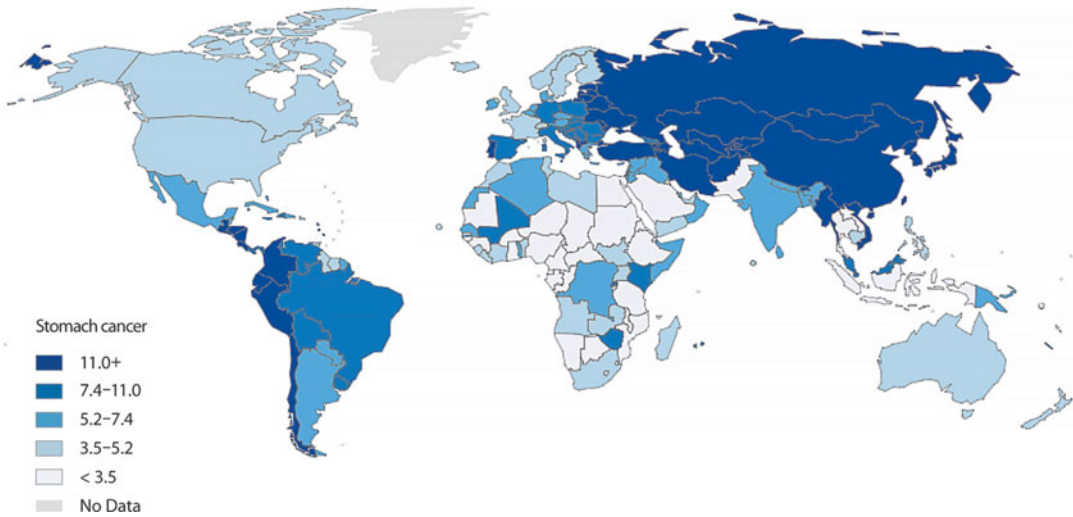 Stomach cancer
11.0+
7.4–11.0
5.2–7.4
3.5–5.2
< 3.5
No Data